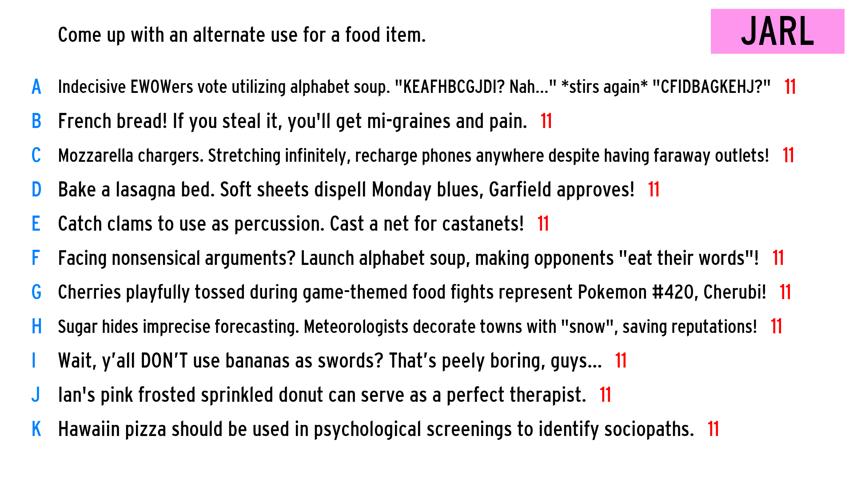 Come up with an alternate use for a food item.
JARL
A Indecisive EWOWers vote utilizing alphabet soup. "KEAFHBCGJDI? Nah..." *stirs again* "CFIDBAGKEHJ?" 11
B French bread! If you steal it, you'll get mi-graines and pain. 11
C Mozzarella chargers. Stretching infinitely, recharge phones anywhere despite having faraway outlets! 11
D Bake a lasagna bed. Soft sheets dispell Monday blues, Garfield approves! 11
E Catch clams to use as percussion. Cast a net for castanets! 11
F Facing nonsensical arguments? Launch alphabet soup, making opponents "eat their words"! 11
G Cherries playfully tossed during game-themed food fights represent Pokemon #420, Cherubi! 11
H Sugar hides imprecise forecasting. Meteorologists decorate towns with "snow", saving reputations! 11
I Wait, y’all DON’T use bananas as swords? That’s peely boring, guys... 11
J Ian's pink frosted sprinkled donut can serve as a perfect therapist. 11
K Hawaiin pizza should be used in psychological screenings to identify sociopaths. 11